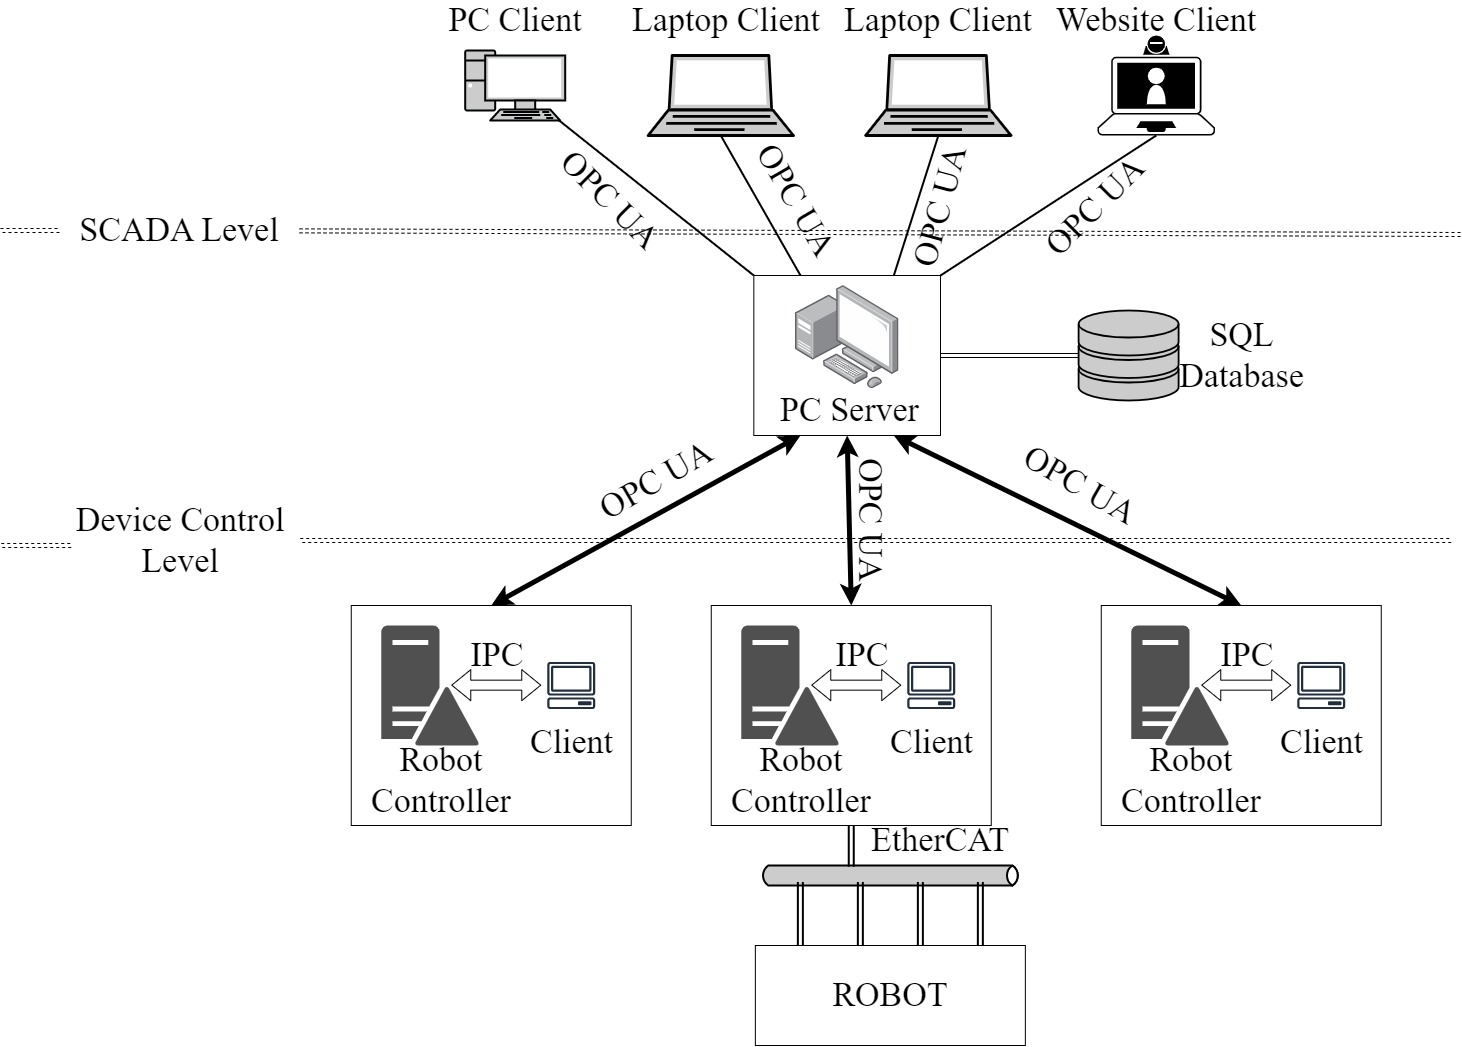 PC Client
Laptop Client
Laptop Client
Website Client
OPC UA
OPC UA
OPC UA
OPC UA
SCADA Level
SQL
Database
PC Server
OPC UA
OPC UA
OPC UA
Device Control
Level
IPC
Client
Robot
Controller
IPC
Client
Robot
Controller
IPC
Client
Robot
Controller
EtherCAT
ROBOT